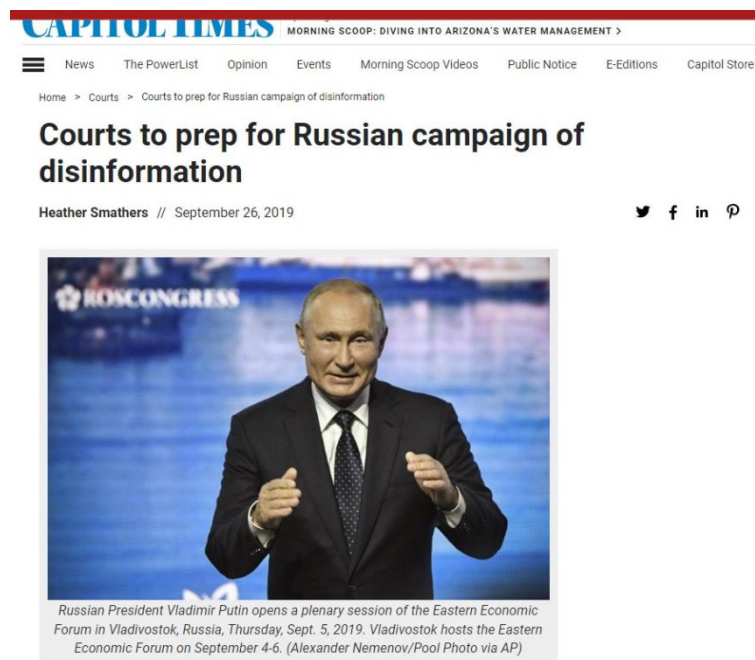 CAPITOL TIMES
MORNING SCOOP: DIVING INTO ARIZONA'S WATER MANAGEMENT >
News The PowerList Opinion Events Morning Scoop Videos Public Notice E-Editions Capitol Store
Home > Courts > Courts to prep for Russian campaign of disinformation
Courts to prep for Russian campaign of
disinformation
Heather Smathers // September 26, 2019
ROSCONGRESS
Russian President Vladimir Putin opens a plenary session of the Eastern Economic
Forum in Vladivostok, Russia, Thursday, Sept. 5, 2019. Vladivostok hosts the Eastern
Economic Forum on September 4-6. (Alexander Nemenov/Pool Photo via AP)